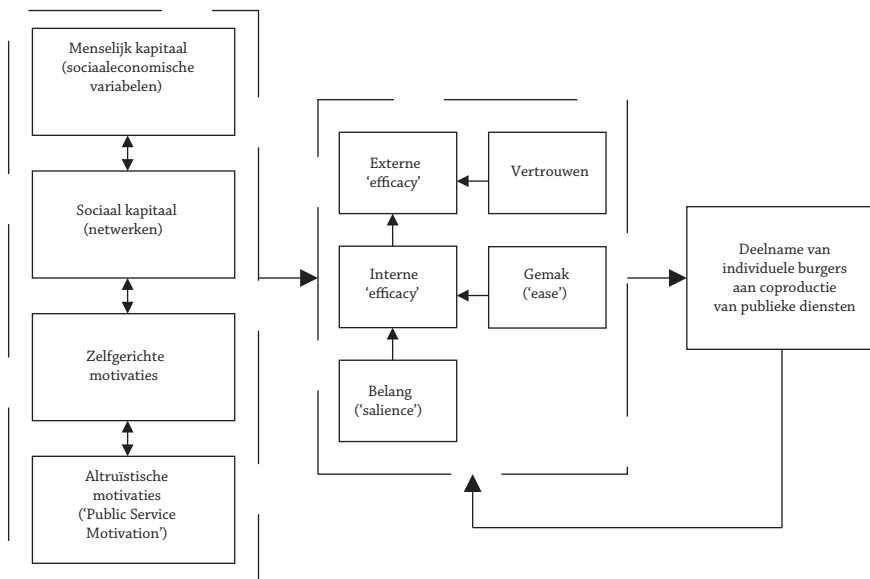 Menselijk kapitaal
(sociaaleconomische
variabelen)
Sociaal kapitaal
(netwerken)
Zelfgerichte
motivaties
Altruïstische
motivaties
(‘Public Service
Motivation’)
Externe
‘efficacy’
Vertrouwen
Interne
‘efficacy’
Gemak
(‘ease’)
Belang
(‘salience’)
Deelname van
individuele burgers
aan coproductie
van publieke diensten